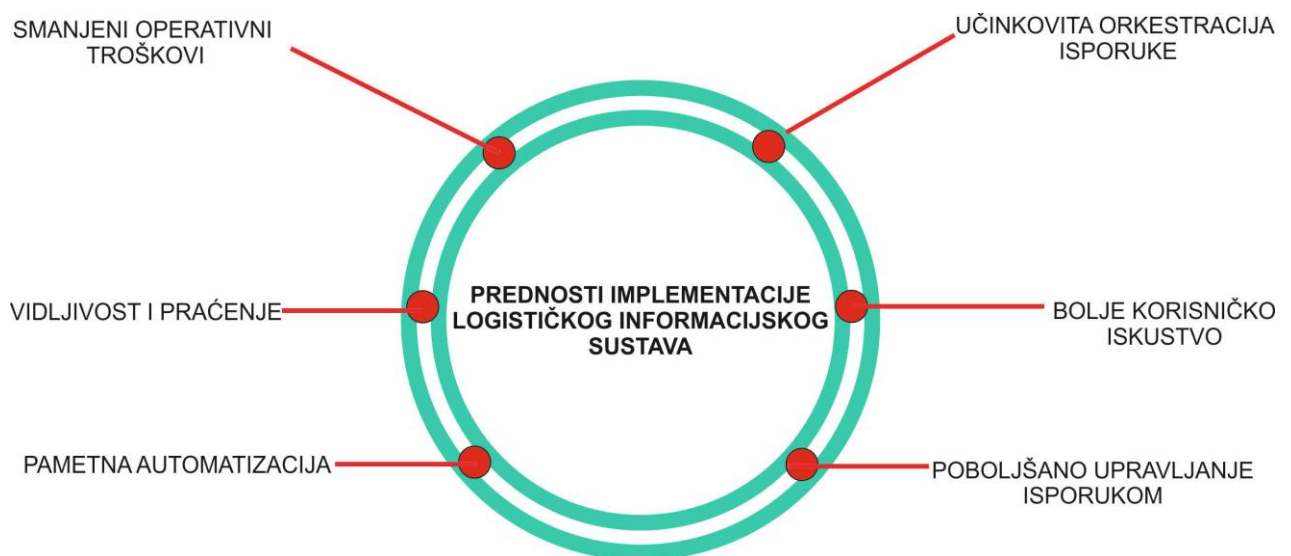 SMANJENI OPERATIVNI
TROŠKOVI
UČINKOVITA ORKESTRACIJA
ISPORUKE
VIDLJIVOST I PRAĆENJE
PREDNOSTI IMPLEMENTACIJE
LOGISTIČKOG INFORMACIJSKOG
SUSTAVA
BOLJE KORISNIČKO
ISKUSTVO
PAMETNA AUTOMATIZACIJA
POBOLJŠANO UPRAVLJANJE
ISPORUKOM